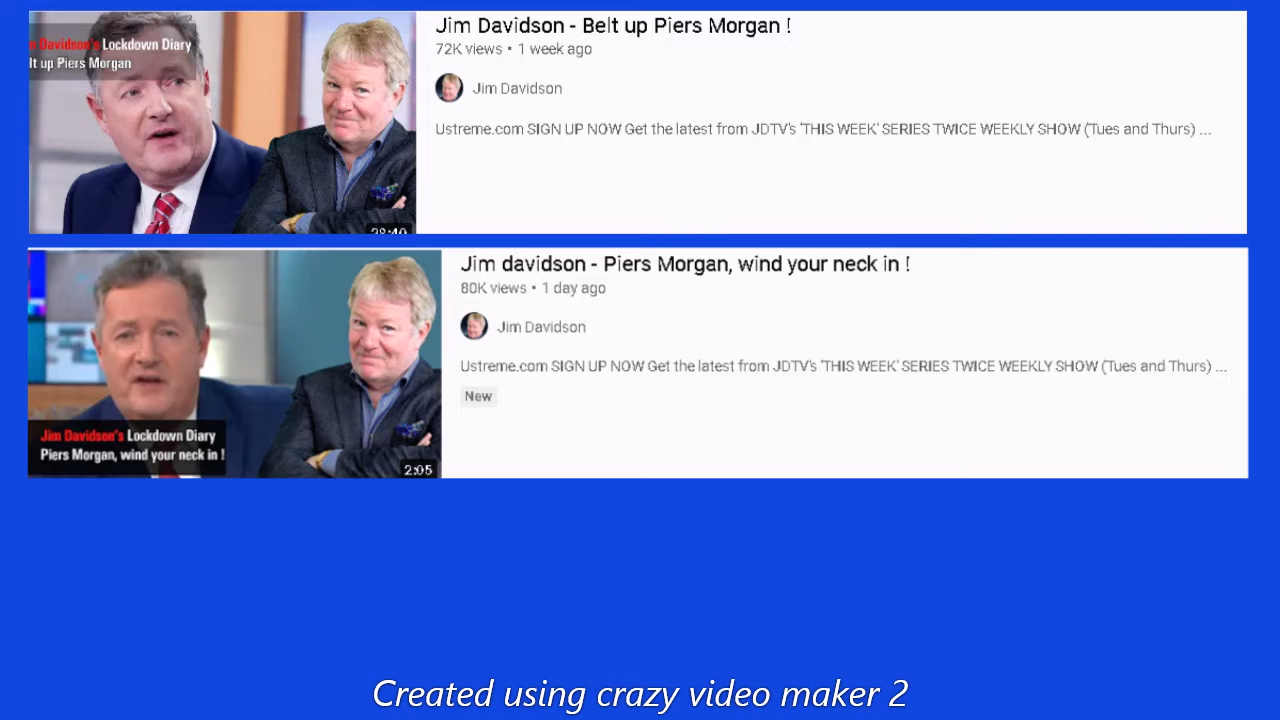 Davidson's Lockdown Diary
lt up Piers Morgan
28:40
Jim Davidson - Belt up Piers Morgan !
72K views • 1 week ago
Jim Davidson
Ustreme.com SIGN UP NOW Get the latest from JDTV's 'THIS WEEK' SERIES TWICE WEEKLY SHOW (Tues and Thurs) ...
Jim Davidson's Lockdown Diary
Piers Morgan, wind your neck in !
2:05
Jim davidson - Piers Morgan, wind your neck in !
80K views • 1 day ago
Jim Davidson
Ustreme.com SIGN UP NOW Get the latest from JDTV's 'THIS WEEK' SERIES TWICE WEEKLY SHOW (Tues and Thurs) ...
New
Created using crazy video maker 2